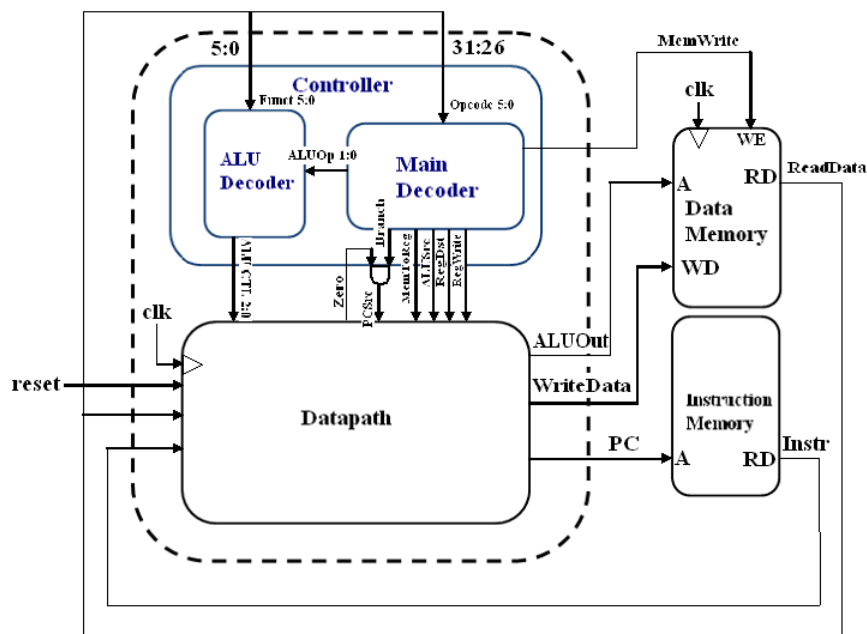 5:0
31:26
MemWrite
Controller
clk
Funct 5:0
Opcode 5:0
ALU
Decoder
ALUOp 1:0
Main
Decoder
WE
A
RD
ReadData
Data
Memory
WD
Branch
Zero
PCSrc
MemToReg
ALUSrc
RegDst
RegWrite
clk
ALUOut
reset
WriteData
Datapath
Instruction
Memory
PC
A
RD
Instr